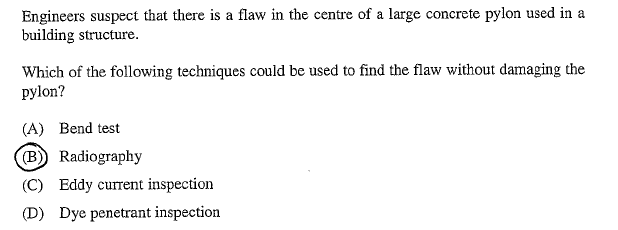 Engineers suspect that there is a flaw in the centre of a large concrete pylon used in a
building structure.
Which of the following techniques could be used to find the flaw without damaging the
pylon?
(A) Bend test
(B) Radiography
(C) Eddy current inspection
(D) Dye penetrant inspection